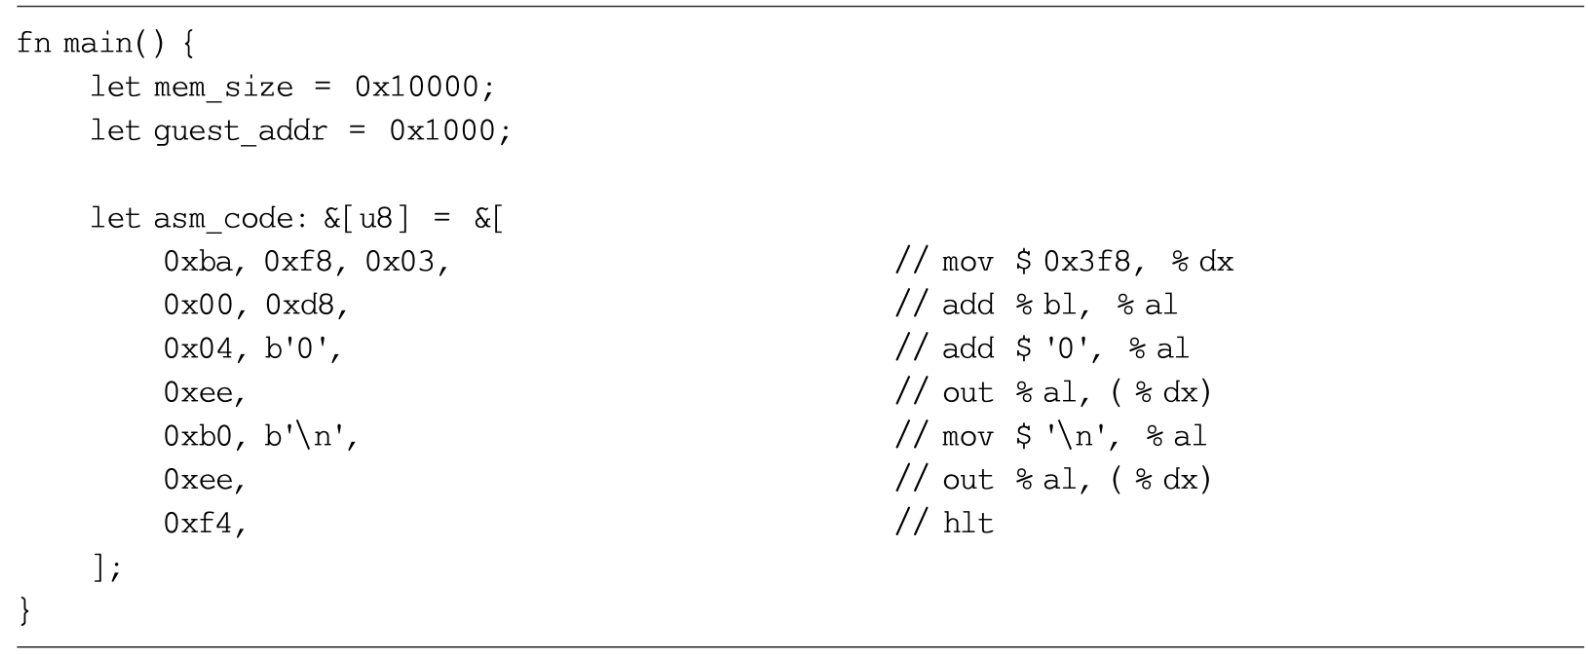 fn main() {
let mem_size = 0x10000;
let guest_addr = 0x1000;
let asm_code: &[u8] = &[
0xba, 0xf8, 0x03, // mov $ 0x3f8, % dx
0x00, 0xd8, // add % bl, % al
0x04, b'0', // add $ '0', % al
0xee, // out % al, ( % dx)
0xb0, b'\n', // mov $ '\n', % al
0xee, // out % al, ( % dx)
0xf4, // hlt
];
}